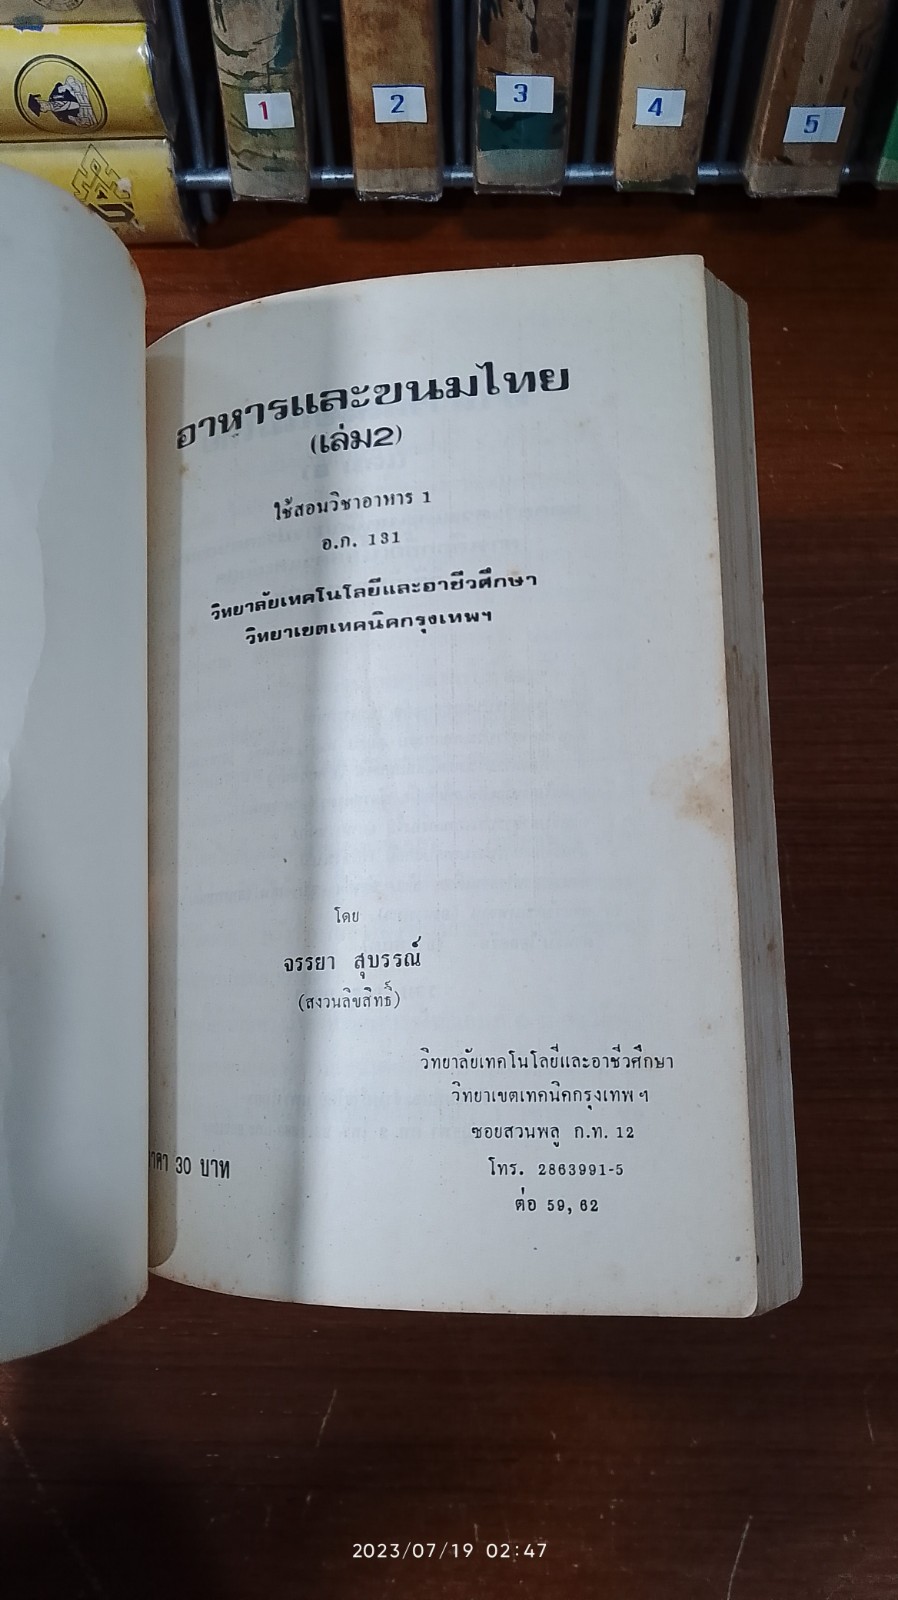 1
2
3
4
5
อาหารและขนมไทย
(เล่ม2)
ใช้สอนวิชาอาหาร 1
อ.ก. 131
วิทยาลัยเทคโนโลยีและอาชีวศึกษา
วิทยาเขตเทคนิคกรุงเทพฯ
โดย
จรรยา สุบรรณ์
(สงวนลิขสิทธิ์)
วิทยาลัยเทคโนโลยีและอาชีวศึกษา
วิทยาเขตเทคนิคกรุงเทพ ฯ
ซอยสวนพลู ก.ท. 12
โทร. 2863991-5
ต่อ 59, 62
30 บาท
2023/07/19 02:47